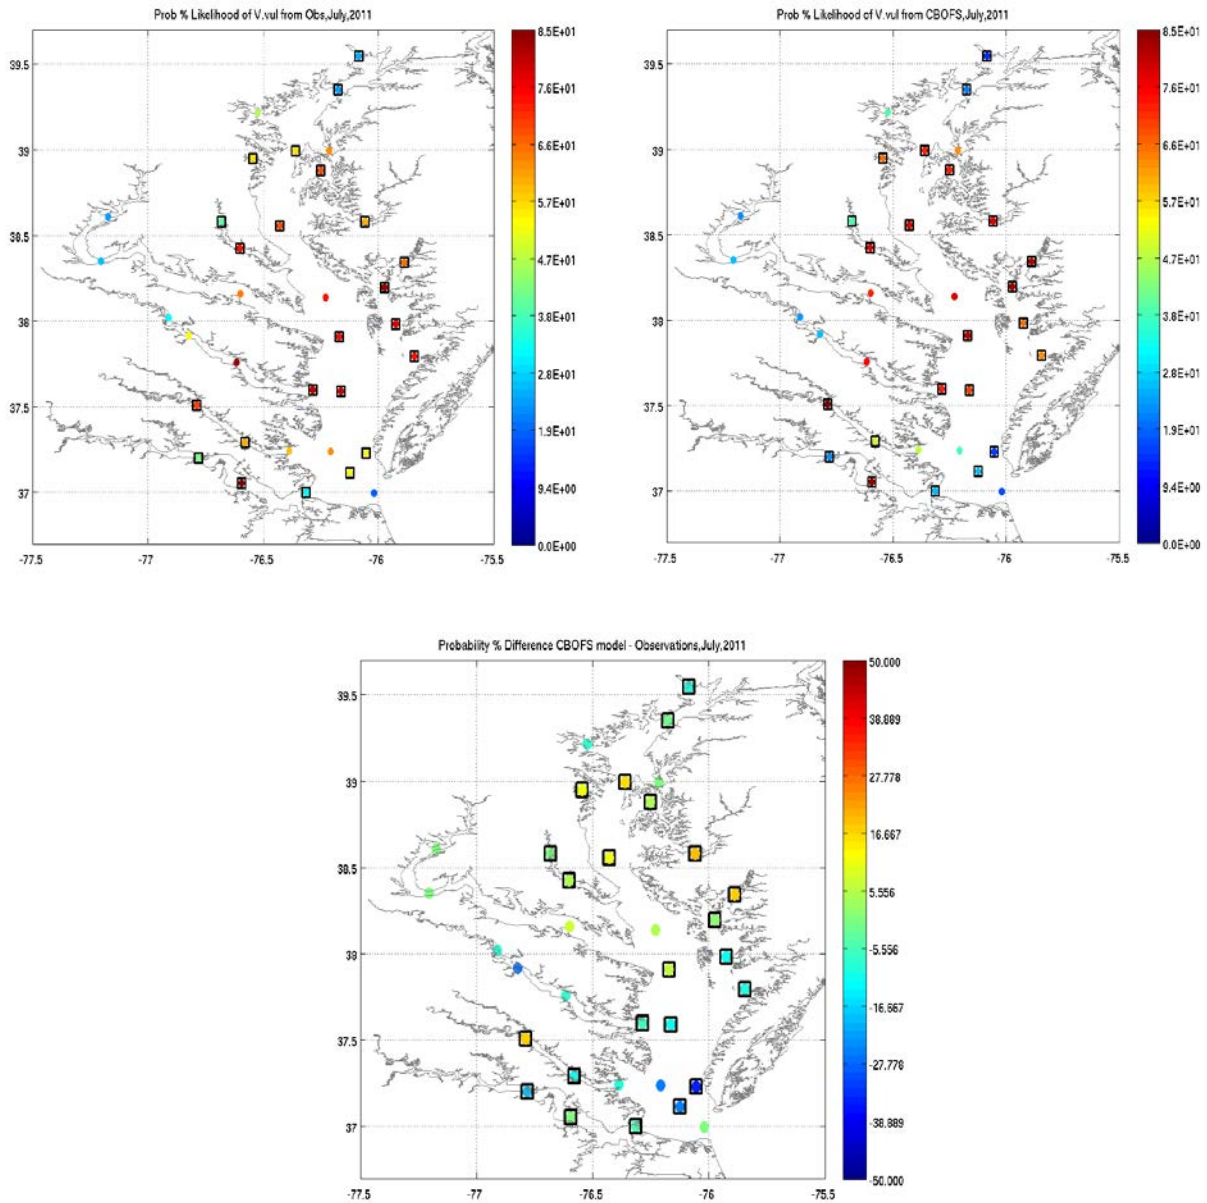 Prob % Likelihood of V.vul from Obs,July,2011
39.5
39
38.5
38
37.5
37
-77.5
-77
-76.5
-76
-75.5
8.5E+01
7.6E+01
6.6E+01
5.7E+01
4.7E+01
3.8E+01
2.8E+01
1.9E+01
9.4E+00
0.0E+00
Prob % Likelihood of V.vul from CBOFS,July,2011
39.5
39
38.5
38
37.5
37
-77.5
-77
-76.5
-76
-75.5
8.5E+01
7.6E+01
6.6E+01
5.7E+01
4.7E+01
3.8E+01
2.8E+01
1.9E+01
9.4E+00
0.0E+00
Probability % Difference CBOFS model - Observations,July,2011
39.5
39
38.5
38
37.5
37
-77.5
-77
-76.5
-76
-75.5
50.000
38.889
27.778
16.667
5.556
-5.556
-16.667
-27.778
-38.889
-50.000